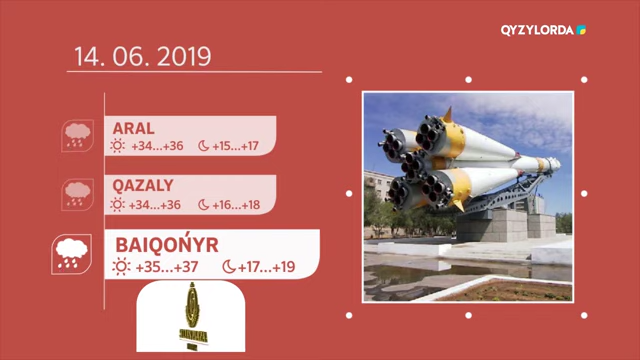 QYZYLORDA
14. 06. 2019
ARAL
+34...+36 +15...+17
QAZALY
+34...+36 +16...+18
BAIQOŃYR
+35...+37 +17...+19